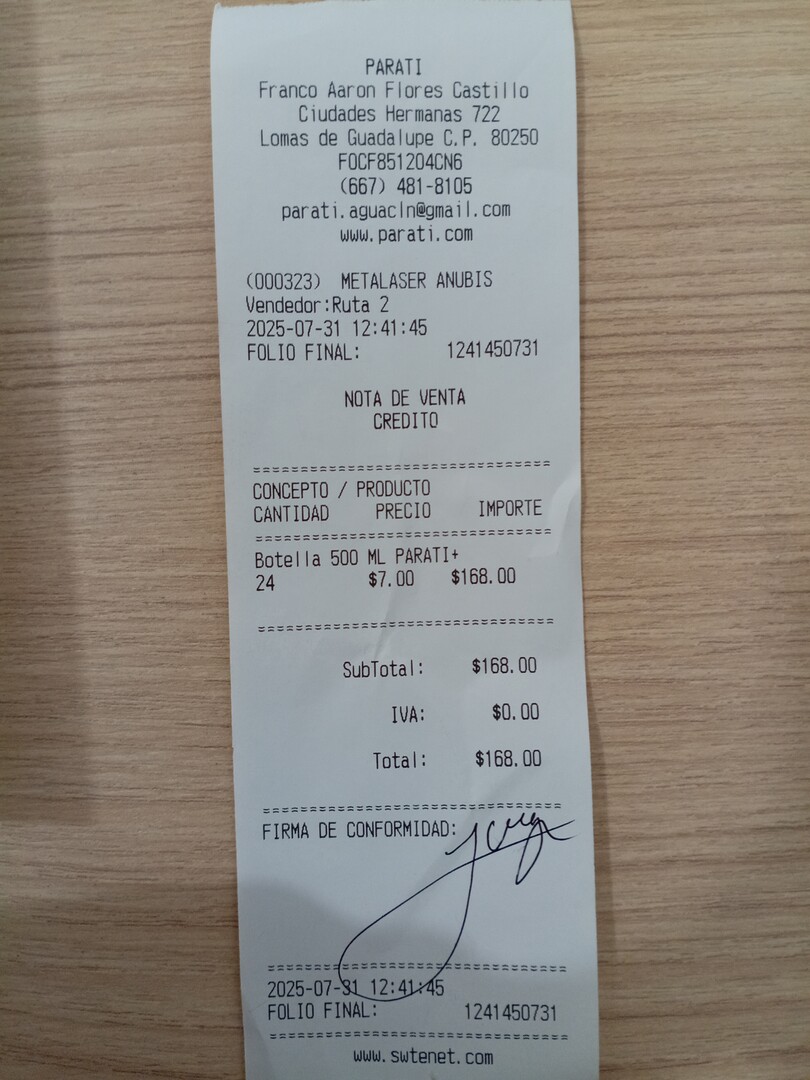 PARATI
Franco Aaron Flores Castillo
Ciudades Hermanas 722
Lomas de Guadalupe C.P. 80250
FOCF851204CN6
(667) 481-8105
parati.aguacln@gmail.com
www.parati.com
(000323) METALASER ANUBIS
Vendedor:Ruta 2
2025-07-31 12:41:45
FOLIO FINAL: 1241450731
NOTA DE VENTA
CREDITO
================================
CONCEPTO / PRODUCTO
CANTIDAD PRECIO IMPORTE
================================
Botella 500 ML PARATI+
24 $7.00 $168.00
================================
SubTotal: $168.00
IVA: $0.00
Total: $168.00
================================
FIRMA DE CONFORMIDAD:
================================
2025-07-31 12:41:45
FOLIO FINAL: 1241450731
================================
www.swtenet.com